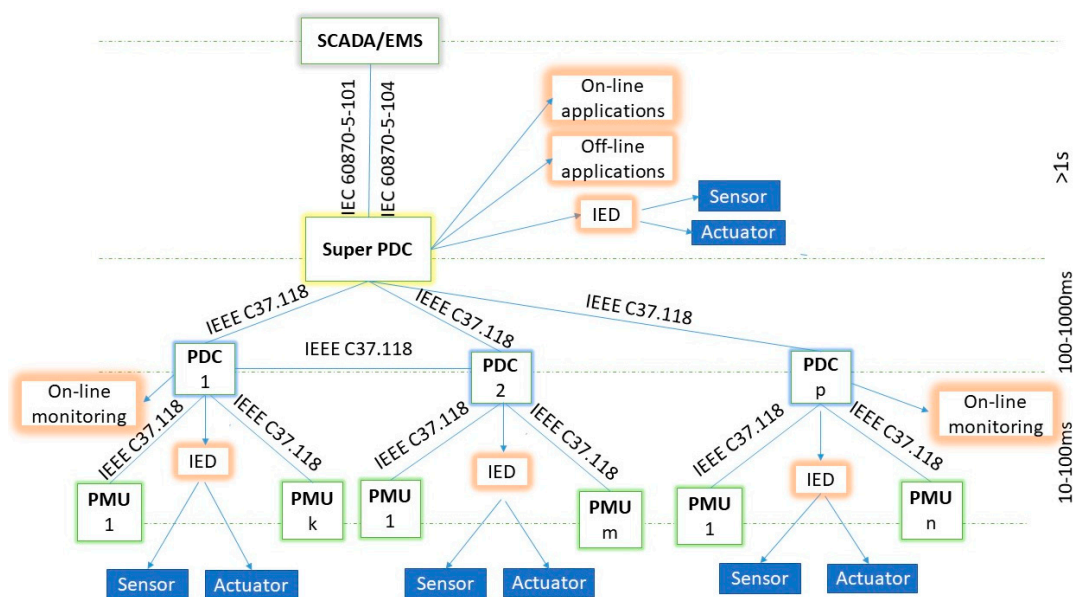 SCADA/EMS
IEC 60870-5-101
IEC 60870-5-104
On-line
applications
Off-line
applications
IED
Sensor
Actuator
>1s
Super PDC
IEEE C37.118
IEEE C37.118
IEEE C37.118
100-1000ms
PDC
1
IEEE C37.118
PDC
2
PDC
p
On-line
monitoring
On-line
monitoring
IEEE C37.118
IEEE C37.118
IEEE C37.118
IEEE C37.118
IEEE C37.118
IEEE C37.118
10-100ms
IED
IED
IED
PMU
1
PMU
k
PMU
1
PMU
m
PMU
1
PMU
n
Sensor
Actuator
Sensor
Actuator
Sensor
Actuator